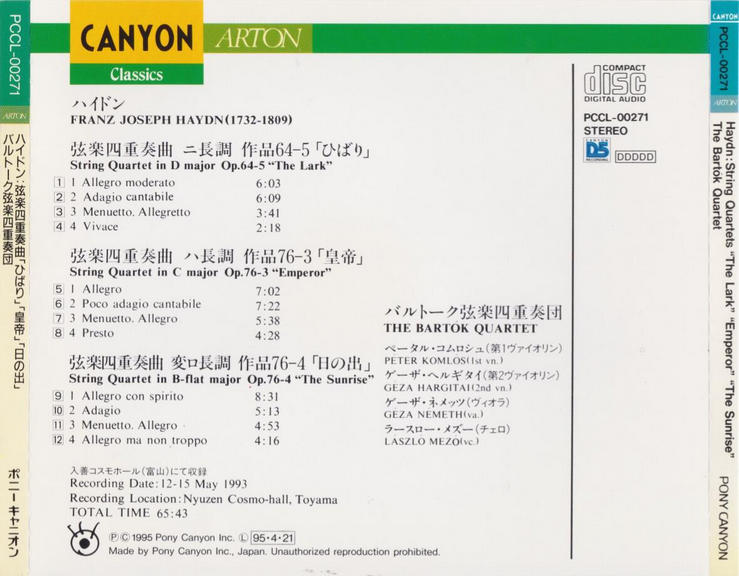 PCCL-00271
ARTON
ハイドン:弦楽四重奏曲「ひばり」「皇帝」「日の出」
バルトーク弦楽四重奏団
ポニーキャニオン
CANYON
Classics
ARTON
ハイドン
FRANZ JOSEPH HAYDN(1732-1809)
弦楽四重奏曲 ニ長調 作品64-5「ひばり」
String Quartet in D major Op.64-5 “The Lark”
1 1 Allegro moderato 6:03
2 2 Adagio cantabile 6:09
3 3 Menuetto. Allegretto 3:41
4 4 Vivace 2:18
弦楽四重奏曲 ハ長調 作品76-3「皇帝」
String Quartet in C major Op.76-3 “Emperor”
5 1 Allegro 7:02
6 2 Poco adagio cantabile 7:22
7 3 Menuetto. Allegro 5:38
8 4 Presto 4:28
弦楽四重奏曲 変ロ長調 作品76-4「日の出」
String Quartet in B-flat major Op.76-4 “The Sunrise”
9 1 Allegro con spirito 8:31
10 2 Adagio 5:13
11 3 Menuetto. Allegro 4:53
12 4 Allegro ma non troppo 4:16
入善コスモホール(富山)にて収録
Recording Date:12-15 May 1993
Recording Location:Nyuzen Cosmo-hall, Toyama
TOTAL TIME 65:43
Ⓟ©1995 Pony Canyon Inc. Ⓛ 95・4・21
Made by Pony Canyon Inc., Japan. Unauthorized reproduction prohibited.
COMPACT
disc
DIGITAL AUDIO
PCCL-00271
STEREO
CANYON
D5
RECORDING
DDDDD
バルトーク弦楽四重奏団
THE BARTÓK QUARTET
ペータル・コムロシュ(第1ヴァイオリン)
PETER KOMLOS(1st vn.)
ゲーザ・ヘルギタイ(第2ヴァイオリン)
GEZA HARGITAI(2nd vn.)
ゲーザ・ネメッツ(ヴィオラ)
GEZA NEMETH(va.)
ラースロー・メズー(チェロ)
LASZLO MEZO(vc.)
CANYON
PCCL-00271
ARTON
Haydn:String Quartets “The Lark” “Emperor” “The Sunrise”
The Bartók Quartet
PONY CANYON